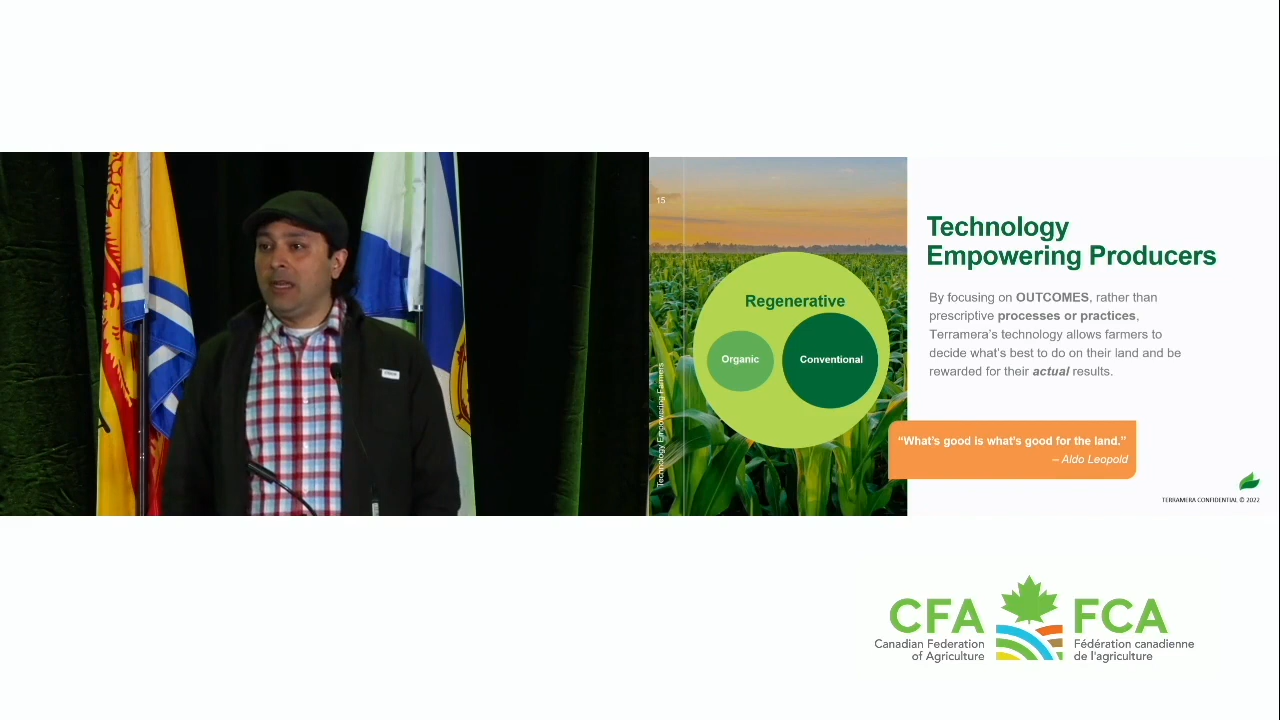 15
Technology Empowering Farmers
Regenerative
Organic
Conventional
Technology
Empowering Producers
By focusing on OUTCOMES, rather than
prescriptive processes or practices,
Terramera's technology allows farmers to
decide what's best to do on their land and be
rewarded for their actual results.
“What's good is what's good for the land.”
– Aldo Leopold
TERRAMERA CONFIDENTIAL © 2022
CFA
Canadian Federation
of Agriculture
FCA
Fédération canadienne
de l'agriculture